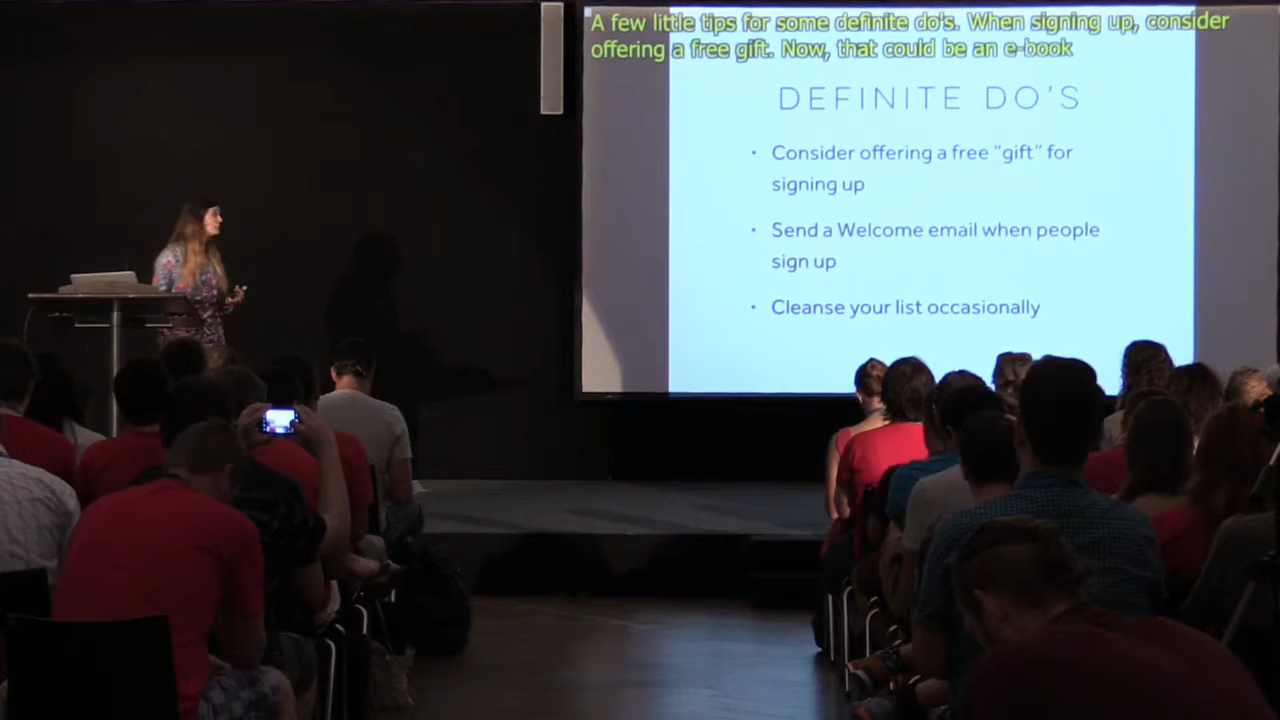 A few little tips for some definite do's. When signing up, consider
offering a free gift. Now, that could be an e-book
DEFINITE DO'S
• Consider offering a free "gift" for
signing up
• Send a Welcome email when people
sign up
• Cleanse your list occasionally